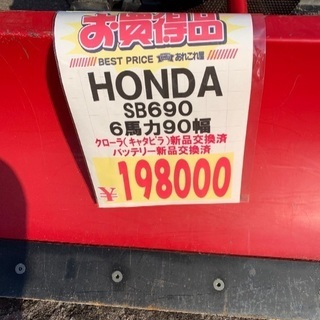 お買得品
BEST PRICE あれこれ屋
HONDA
SB690
6馬力90幅
クローラ(キャタピラ)新品交換済
バッテリー新品交換済
¥198000